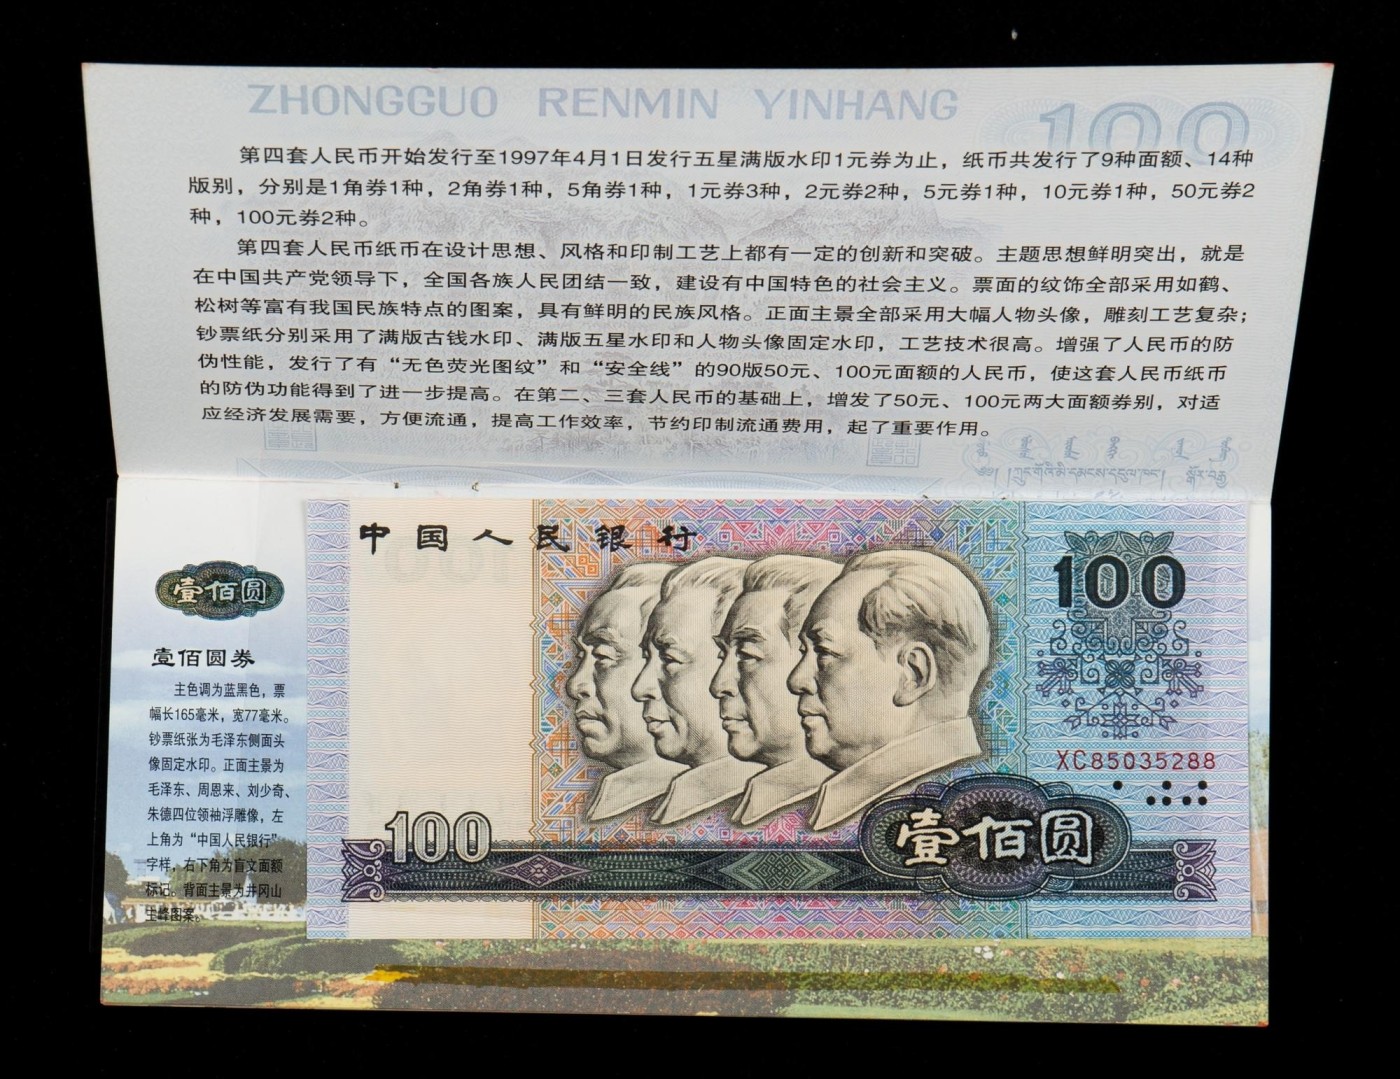 ZHONGGUO RENMIN YINHANG
100
第四套人民币开始发行至1997年4月1日发行五星满版水印1元券为止，纸币共发行了9种面额、14种
版别，分别是1角券1种，2角券1种，5角券1种，1元券3种，2元券2种，5元券1种，10元券1种，50元券2
种，100元券2种。
第四套人民币纸币在设计思想、风格和印制工艺上都有一定的创新和突破。主题思想鲜明突出，就是
在中国共产党领导下，全国各族人民团结一致，建设有中国特色的社会主义。票面的纹饰全部采用如鹤、
松树等富有我国民族特点的图案，具有鲜明的民族风格。正面主景全部采用大幅人物头像，雕刻工艺复杂；
钞票纸分别采用了满版古钱水印、满版五星水印和人物头像固定水印，工艺技术很高。增强了人民币的防
伪性能，发行了有“无色荧光图纹”和“安全线”的90版50元、100元面额的人民币，使这套人民币纸币
的防伪功能得到了进一步提高。在第二、三套人民币的基础上，增发了50元、100元两大面额券别，对适
应经济发展需要，方便流通，提高工作效率，节约印制流通费用，起了重要作用。
壹佰圆
壹佰圆券
主色调为蓝黑色，票
幅长165毫米，宽77毫米。
钞票纸张为毛泽东侧面头
像固定水印。正面主景为
毛泽东、周恩来、刘少奇、
朱德四位领袖浮雕像，左
上角为“中国人民银行”
字样，右下角为盲文面额
标记。背面主景为井冈山
主峰图案。
中国人民银行
100
XC85035288
100
壹佰圆